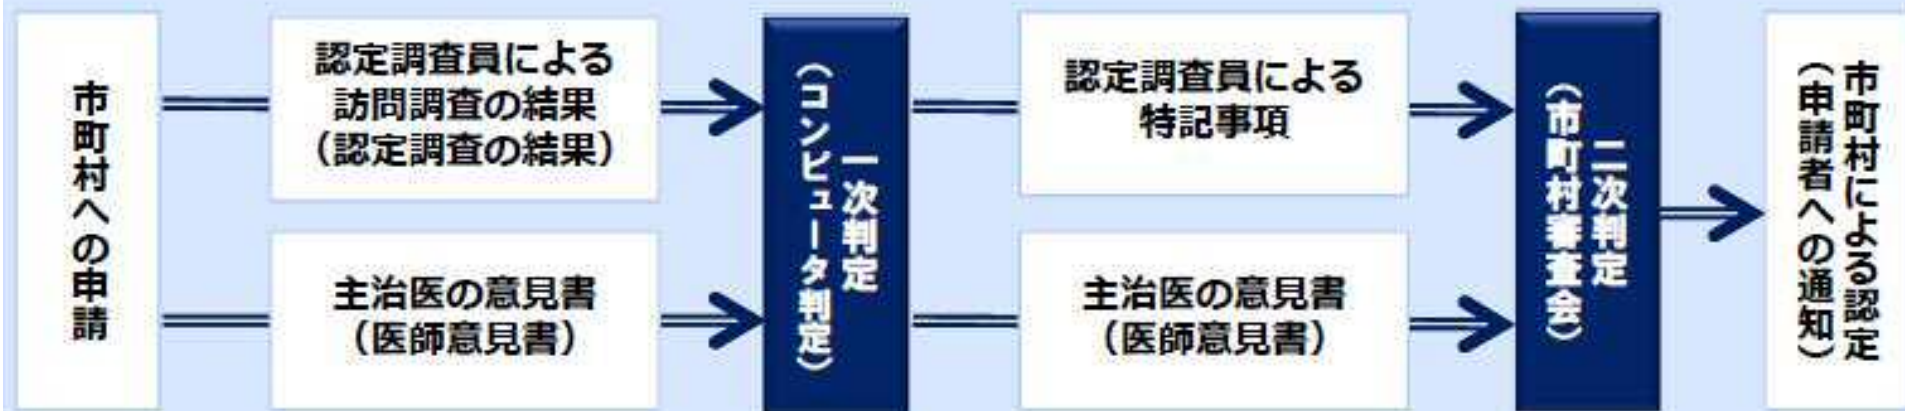 市町村への申請
認定調査員による
訪問調査の結果
（認定調査の結果）
主治医の意見書
（医師意見書）
一次判定
（コンピュータ判定）
認定調査員による
特記事項
主治医の意見書
（医師意見書）
二次判定
（市町村審査会）
市町村による認定
（申請者への通知）